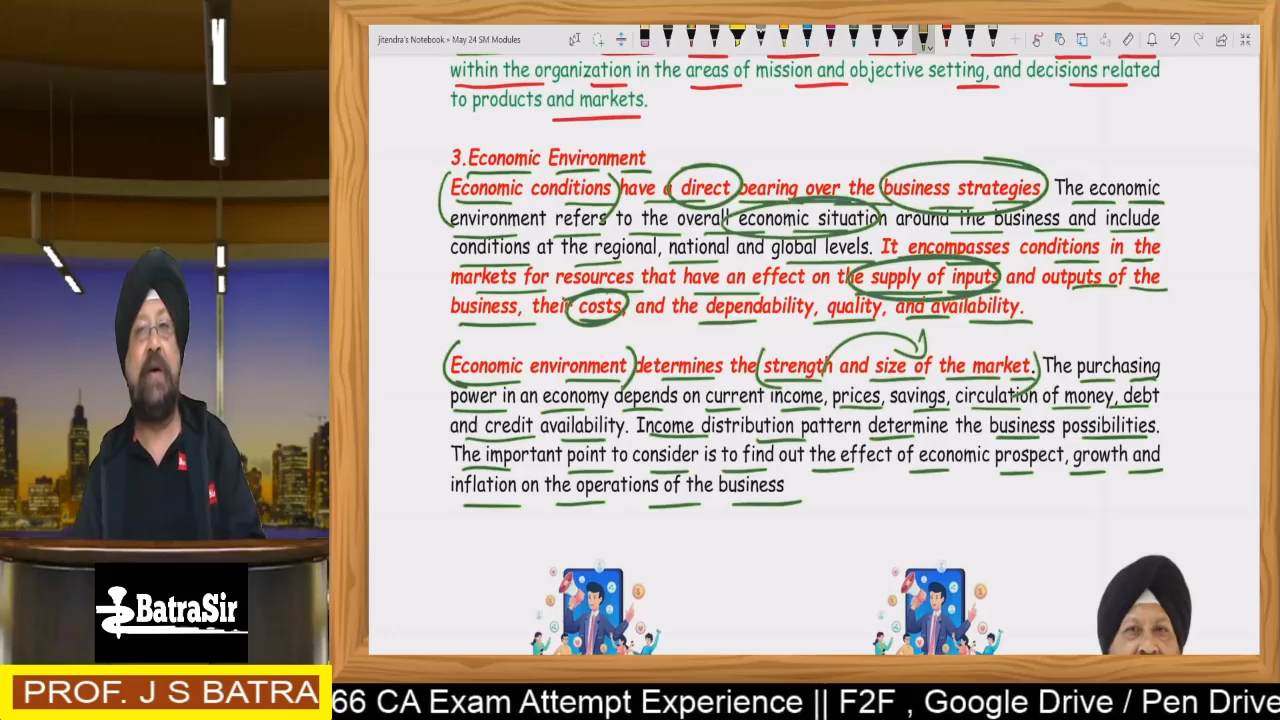 jitendra's Notebook » May 24 SM Modules
within the organization in the areas of mission and objective setting, and decisions related
to products and markets.
3.Economic Environment
Economic conditions have a direct bearing over the business strategies The economic
environment refers to the overall economic situation around the business and include
conditions at the regional, national and global levels. It encompasses conditions in the
markets for resources that have an effect on the supply of inputs and outputs of the
business, their costs, and the dependability, quality, and availability.
Economic environment determines the strength and size of the market. The purchasing
power in an economy depends on current income, prices, savings, circulation of money, debt
and credit availability. Income distribution pattern determine the business possibilities.
The important point to consider is to find out the effect of economic prospect, growth and
inflation on the operations of the business
BatraSir
PROF. J S BATRA
66 CA Exam Attempt Experience || F2F , Google Drive / Pen Drive